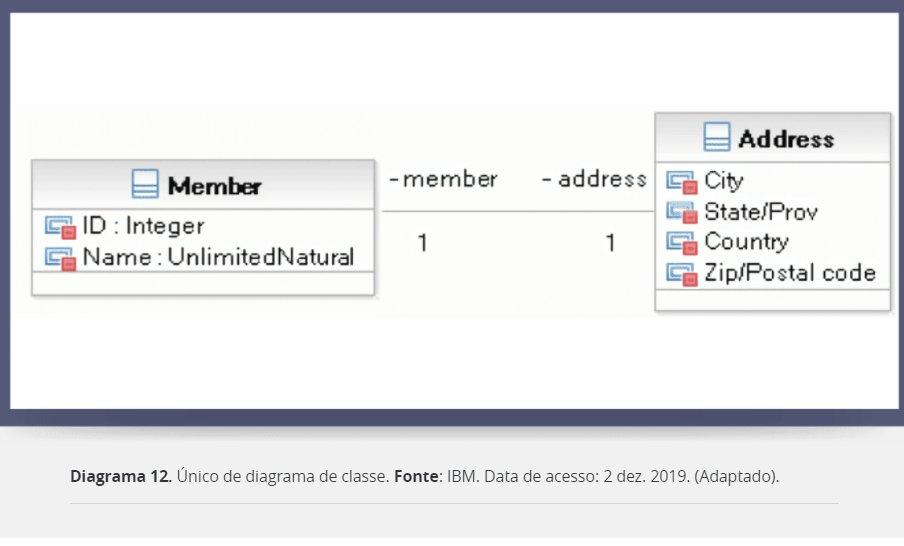 Member
ID : Integer
Name : UnlimitedNatural
- member
- address
1
1
Address
City
State/Prov
Country
Zip/Postal code
Diagrama 12. Único de diagrama de classe. Fonte: IBM. Data de acesso: 2 dez. 2019. (Adaptado).